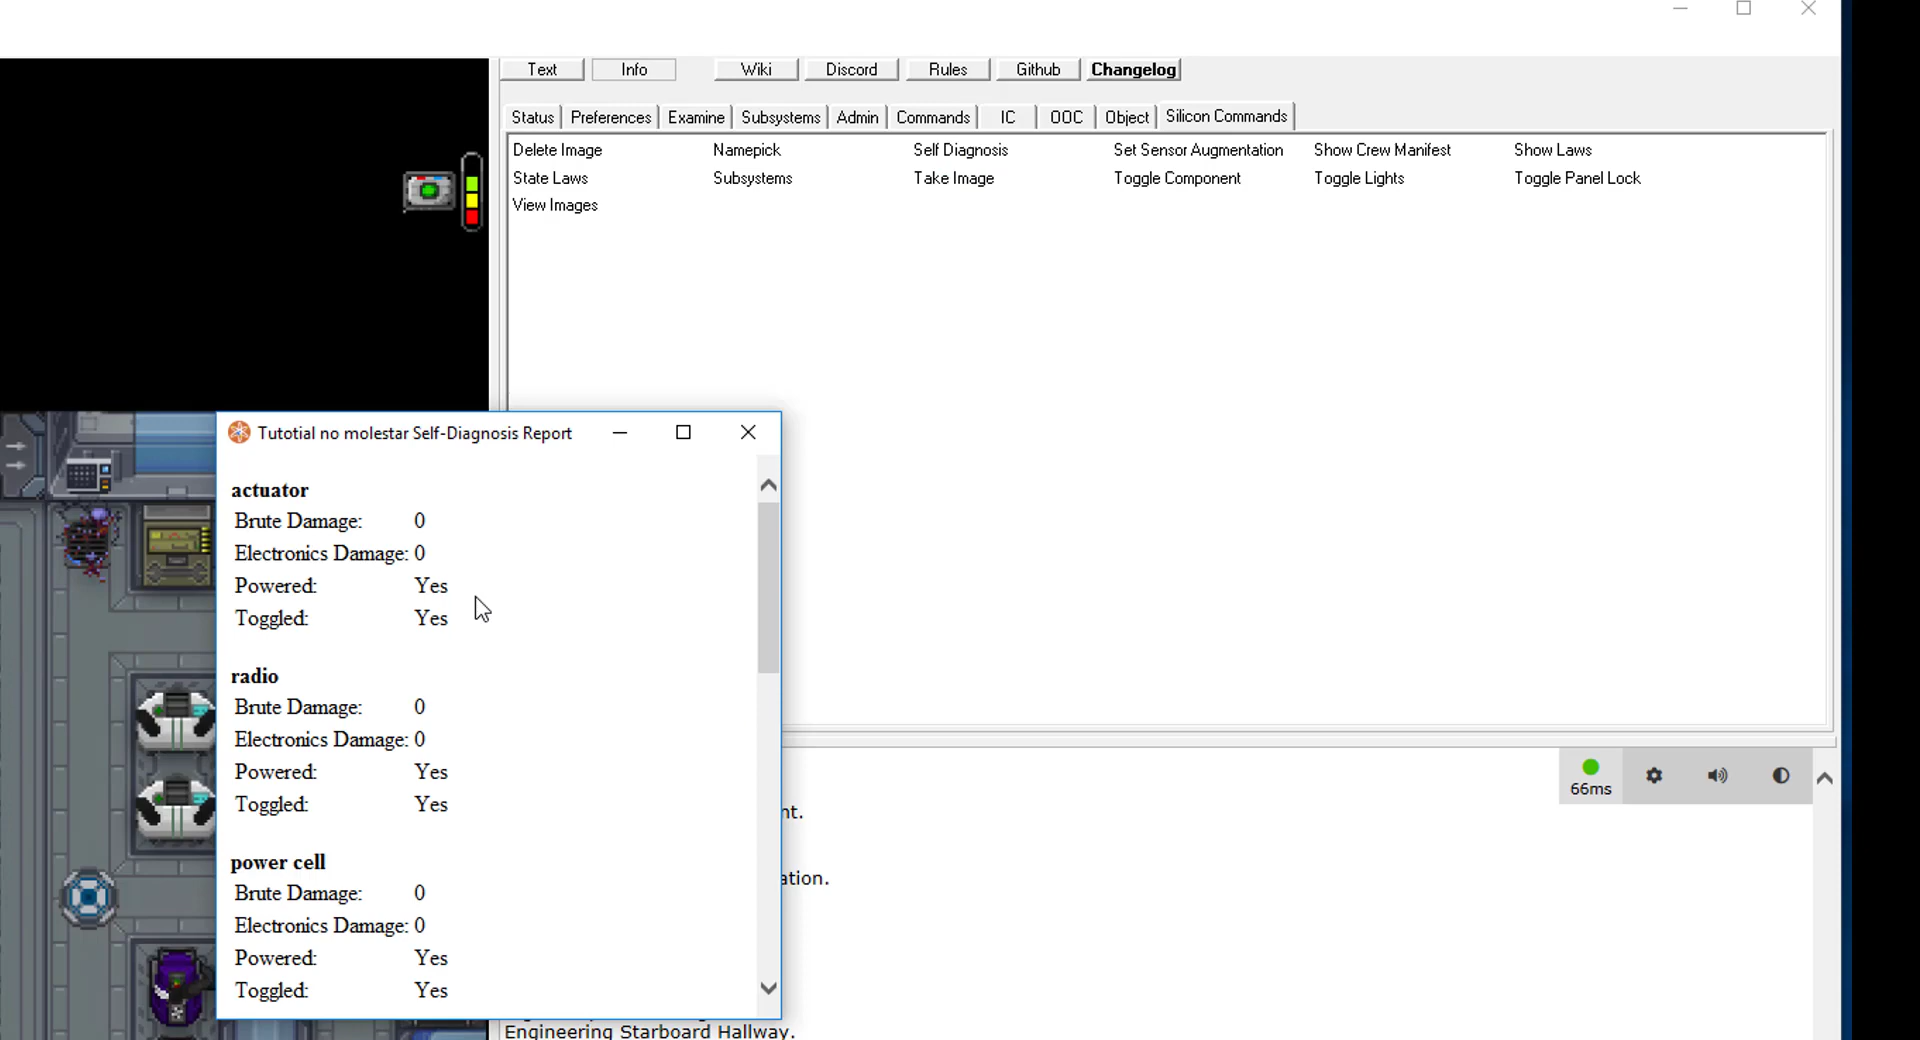 Text Info Wiki Discord Rules Github Changelog
Status Preferences Examine Subsystems Admin Commands IC OOC Object Silicon Commands
Delete Image Namepick Self Diagnosis Set Sensor Augmentation Show Crew Manifest Show Laws
State Laws Subsystems Take Image Toggle Component Toggle Lights Toggle Panel Lock
View Images
Tutotial no molestar Self-Diagnosis Report
actuator
Brute Damage: 0
Electronics Damage: 0
Powered: Yes
Toggled: Yes
radio
Brute Damage: 0
Electronics Damage: 0
Powered: Yes
Toggled: Yes
power cell
Brute Damage: 0
Electronics Damage: 0
Powered: Yes
Toggled: Yes
66ms
nt.
ation.
Engineering Starboard Hallway.